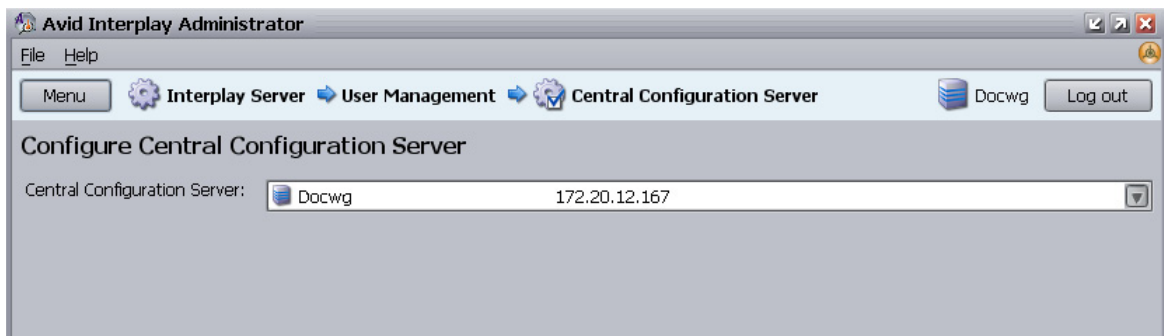 Avid Interplay Administrator
File Help
Menu Interplay Server User Management Central Configuration Server Docwg Log out
Configure Central Configuration Server
Central Configuration Server: Docwg 172.20.12.167